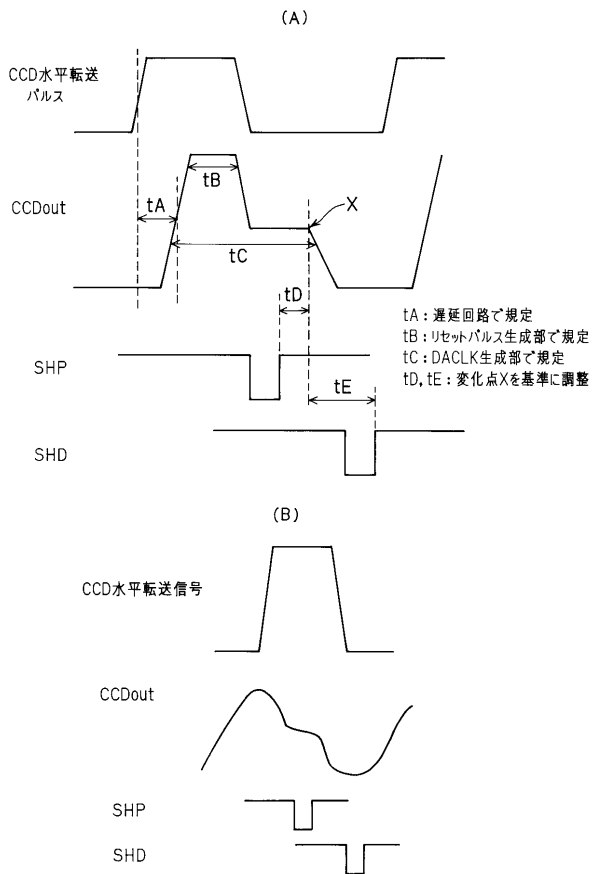 (A)
CCD水平転送
パルス
CCDout
tA
tB
tC
X
tD
tA：遅延回路で規定
tB：リセットパルス生成部で規定
tC：DACLK生成部で規定
tD,tE：変化点Xを基準に調整
SHP
tE
SHD
(B)
CCD水平転送信号
CCDout
SHP
SHD